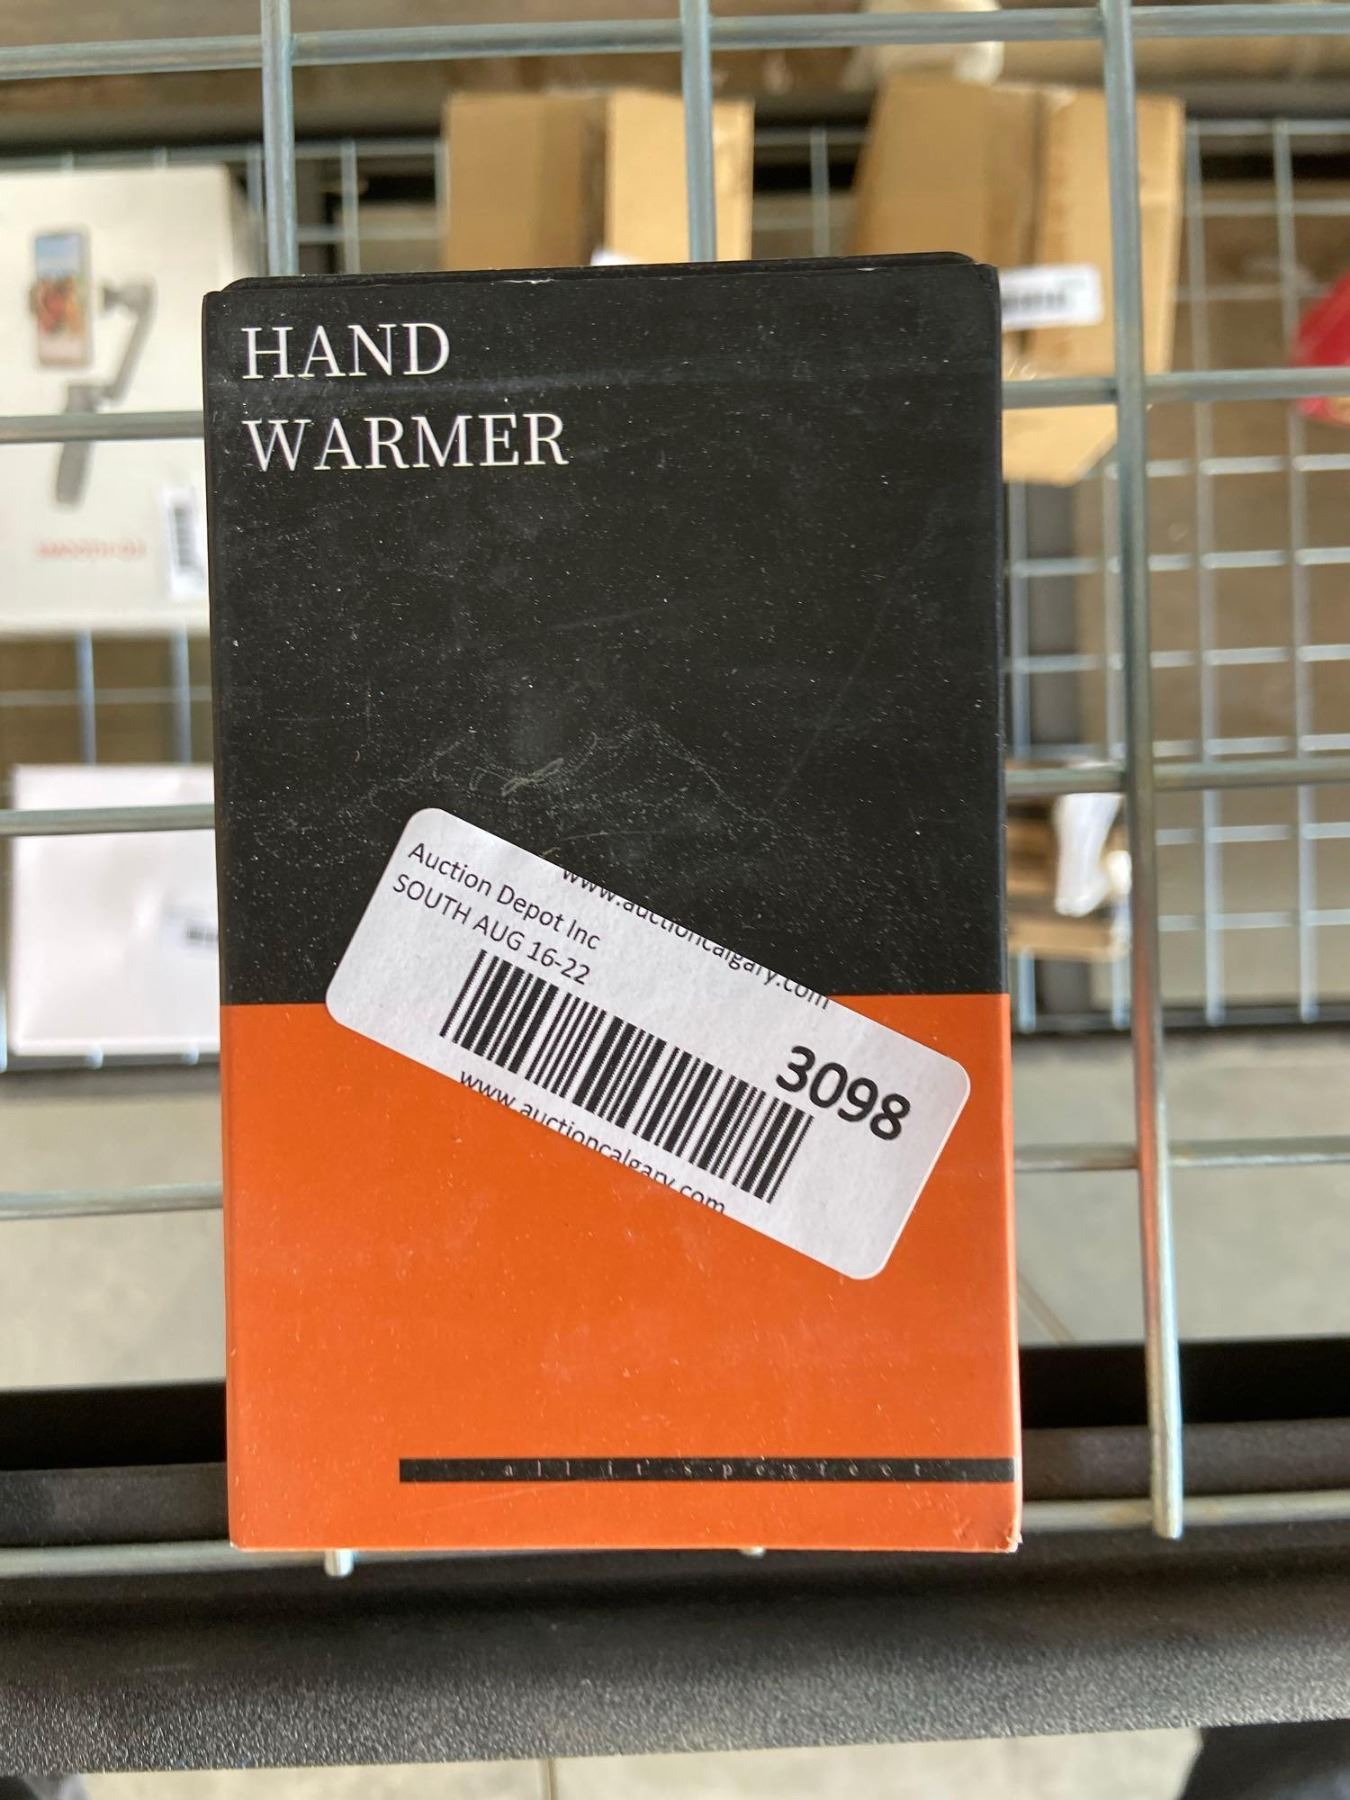 HAND
WARMER
www.auctioncalgary.com
Auction Depot Inc
SOUTH AUG 16-22
3098
www.auctioncalgary.com
all it's perfect